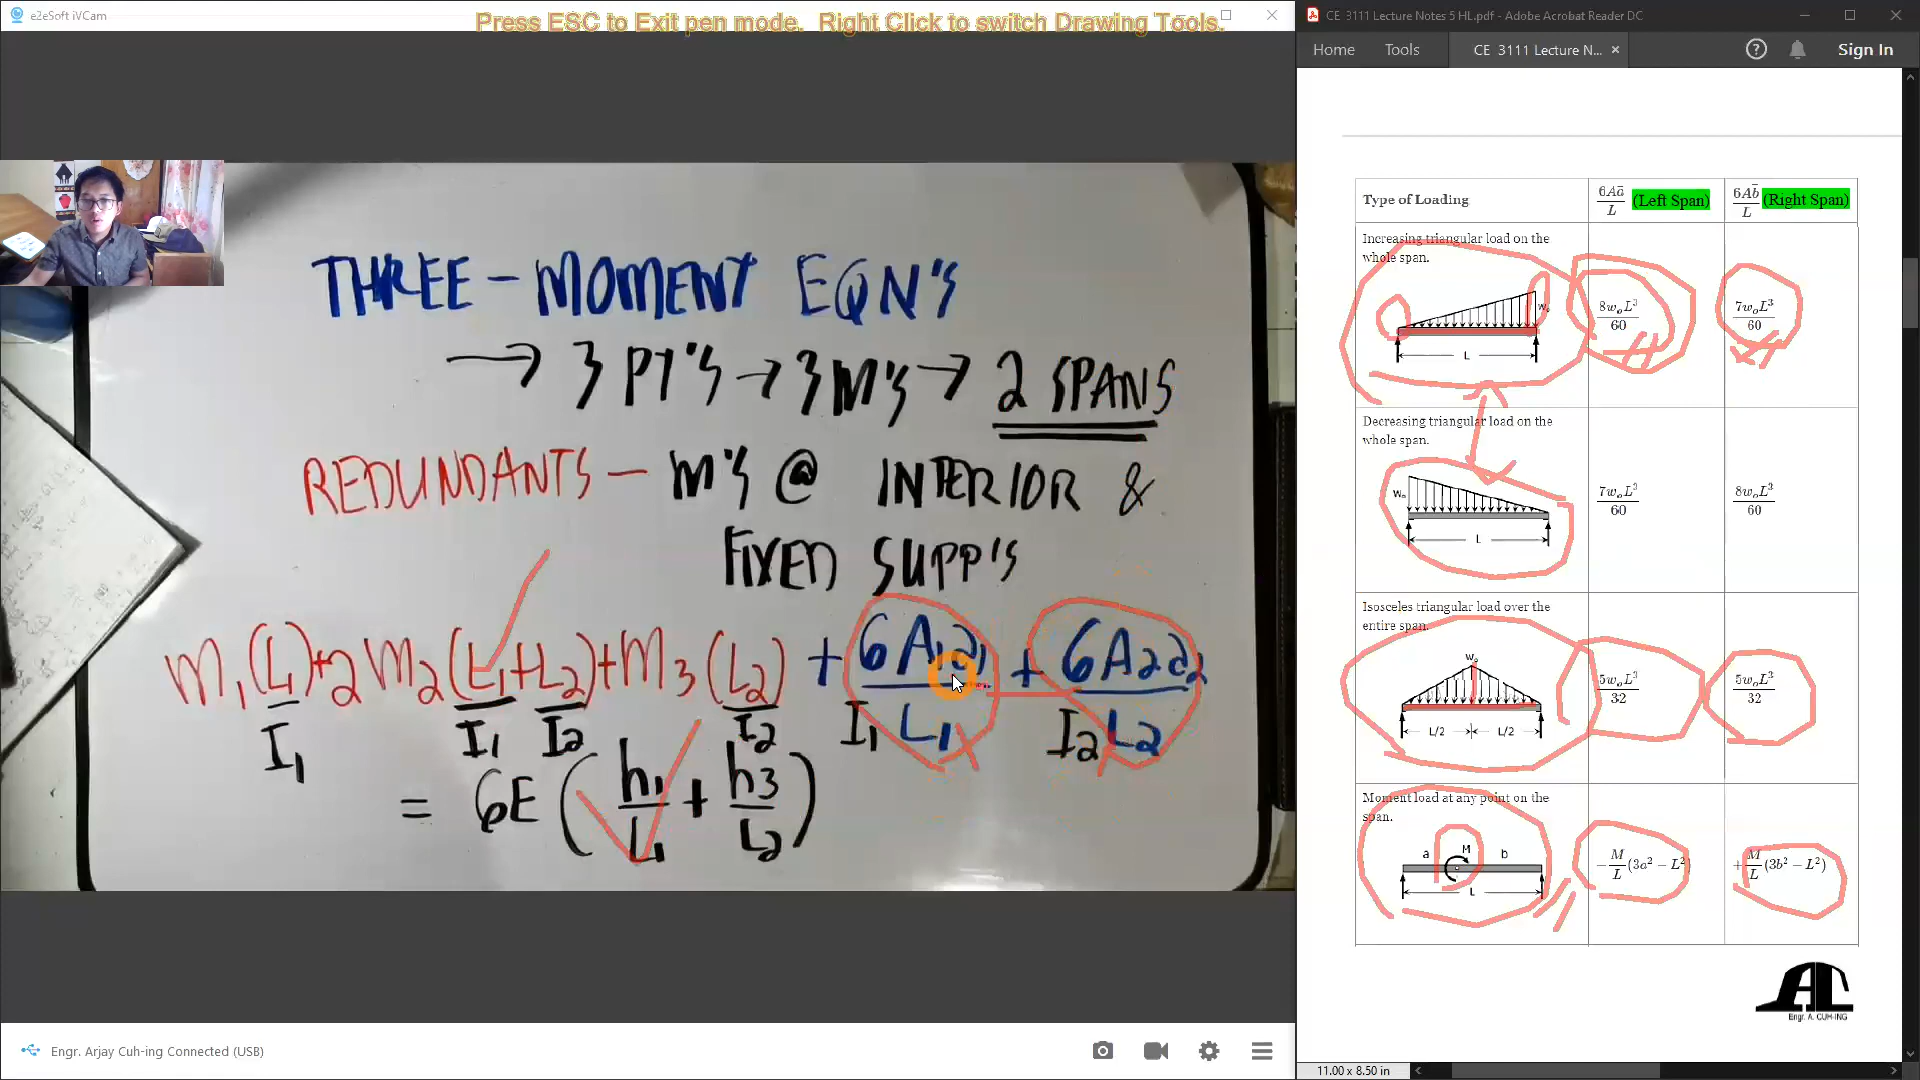 e2eSoft iVCam
Press ESC to Exit pen mode. Right Click to switch Drawing Tools.
THREE - MOMENT EQN'S
→ 3 PT'S → 3 M'S → 2 SPANS
REDUNDANTS - M'S @ INTERIOR &
FIXED SUPP'S
M1(L1/I1)+2M2(L1/I1+L2/I2)+M3(L2/I2) + 6A1a1/I1L1 + 6A2a2/I2L2
= 6E(h1/L1 + h3/L2)
Engr. Arjay Cuh-ing Connected (USB)
CE 3111 Lecture Notes 5 HL.pdf - Adobe Acrobat Reader DC
Home Tools CE 3111 Lecture N... × Sign In
Type of Loading 6Aā/L (Left Span) 6Ab̄/L (Right Span)
Increasing triangular load on the
whole span.
wₒ
L
8wₒL³/60 7wₒL³/60
Decreasing triangular load on the
whole span.
wₒ
L
7wₒL³/60 8wₒL³/60
Isosceles triangular load over the
entire span.
wₒ
L/2 L/2
5wₒL³/32 5wₒL³/32
Moment load at any point on the
span.
a M b
L
-M/L(3a² − L²) +M/L(3b² − L²)
AC
Engr. A. CUH-ING
11.00 x 8.50 in